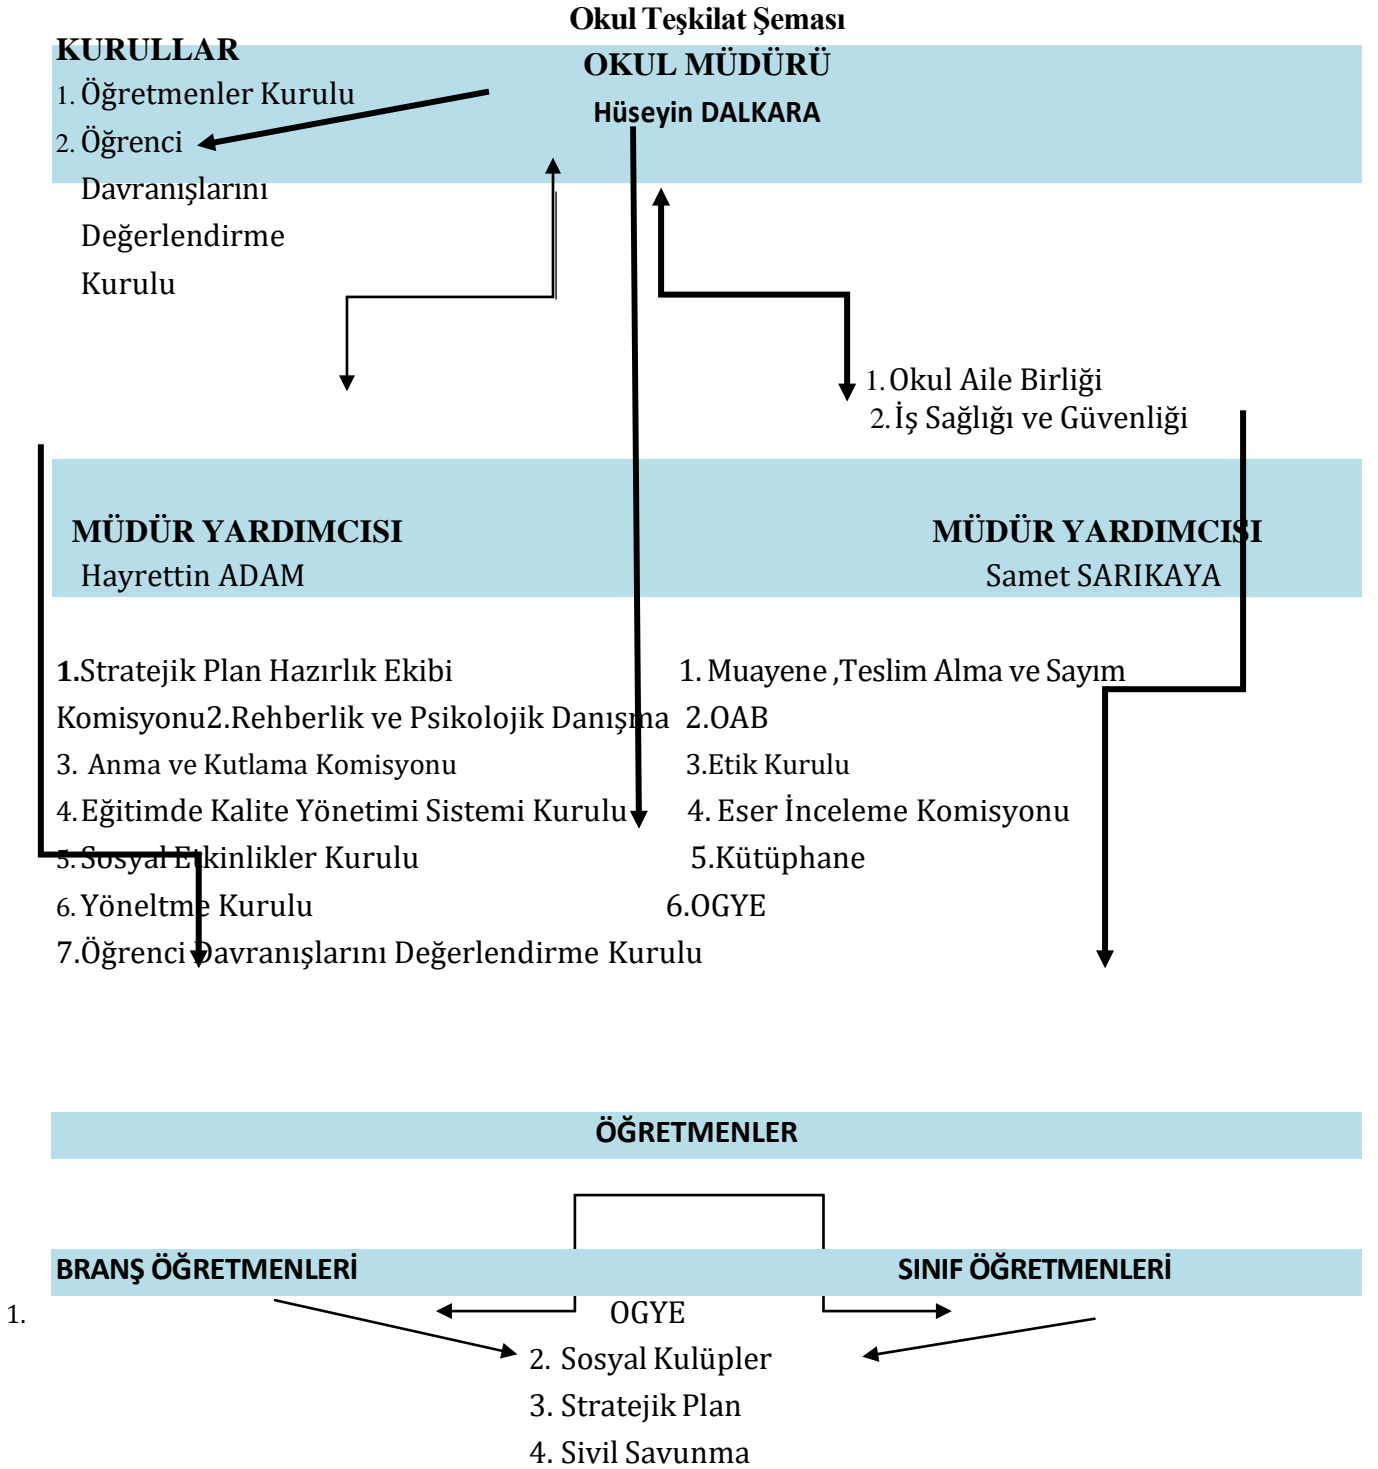 Okul Teşkilat Şeması
KURULLAR
OKUL MÜDÜRÜ
1. Öğretmenler Kurulu
Hüseyin DALKARA
2. Öğrenci
Davranışlarını
Değerlendirme
Kurulu
1. Okul Aile Birliği
2. İş Sağlığı ve Güvenliği
MÜDÜR YARDIMCISI
MÜDÜR YARDIMCISI
Hayrettin ADAM
Samet SARIKAYA
1.Stratejik Plan Hazırlık Ekibi
1. Muayene ,Teslim Alma ve Sayım
Komisyonu2.Rehberlik ve Psikolojik Danışma
2.OAB
3. Anma ve Kutlama Komisyonu
3.Etik Kurulu
4. Eğitimde Kalite Yönetimi Sistemi Kurulu
4. Eser İnceleme Komisyonu
5. Sosyal Etkinlikler Kurulu
5.Kütüphane
6. Yöneltme Kurulu
6.OGYE
7.Öğrenci Davranışlarını Değerlendirme Kurulu
ÖĞRETMENLER
BRANŞ ÖĞRETMENLERİ
SINIF ÖĞRETMENLERİ
1. OGYE
2. Sosyal Kulüpler
3. Stratejik Plan
4. Sivil Savunma